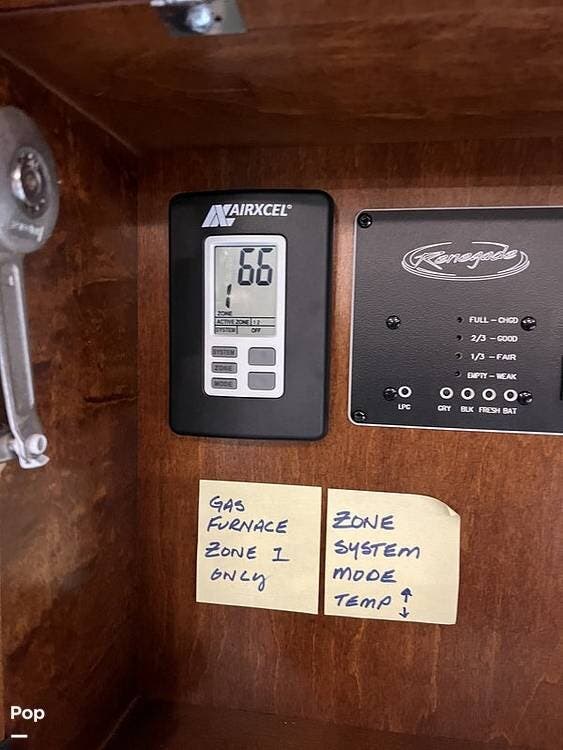 AIRXCEL®
66
1
ZONE
ACTIVE ZONE 1 2
SYSTEM OFF
SYSTEM
ZONE
MODE
Renegade
FULL – CHGD
2/3 – GOOD
1/3 – FAIR
EMPTY – WEAK
LPG GRY BLK FRESH BAT
GAS
FURNACE
ZONE 1
ONLY
ZONE
SYSTEM
MODE
TEMP ↑
↓
Pop